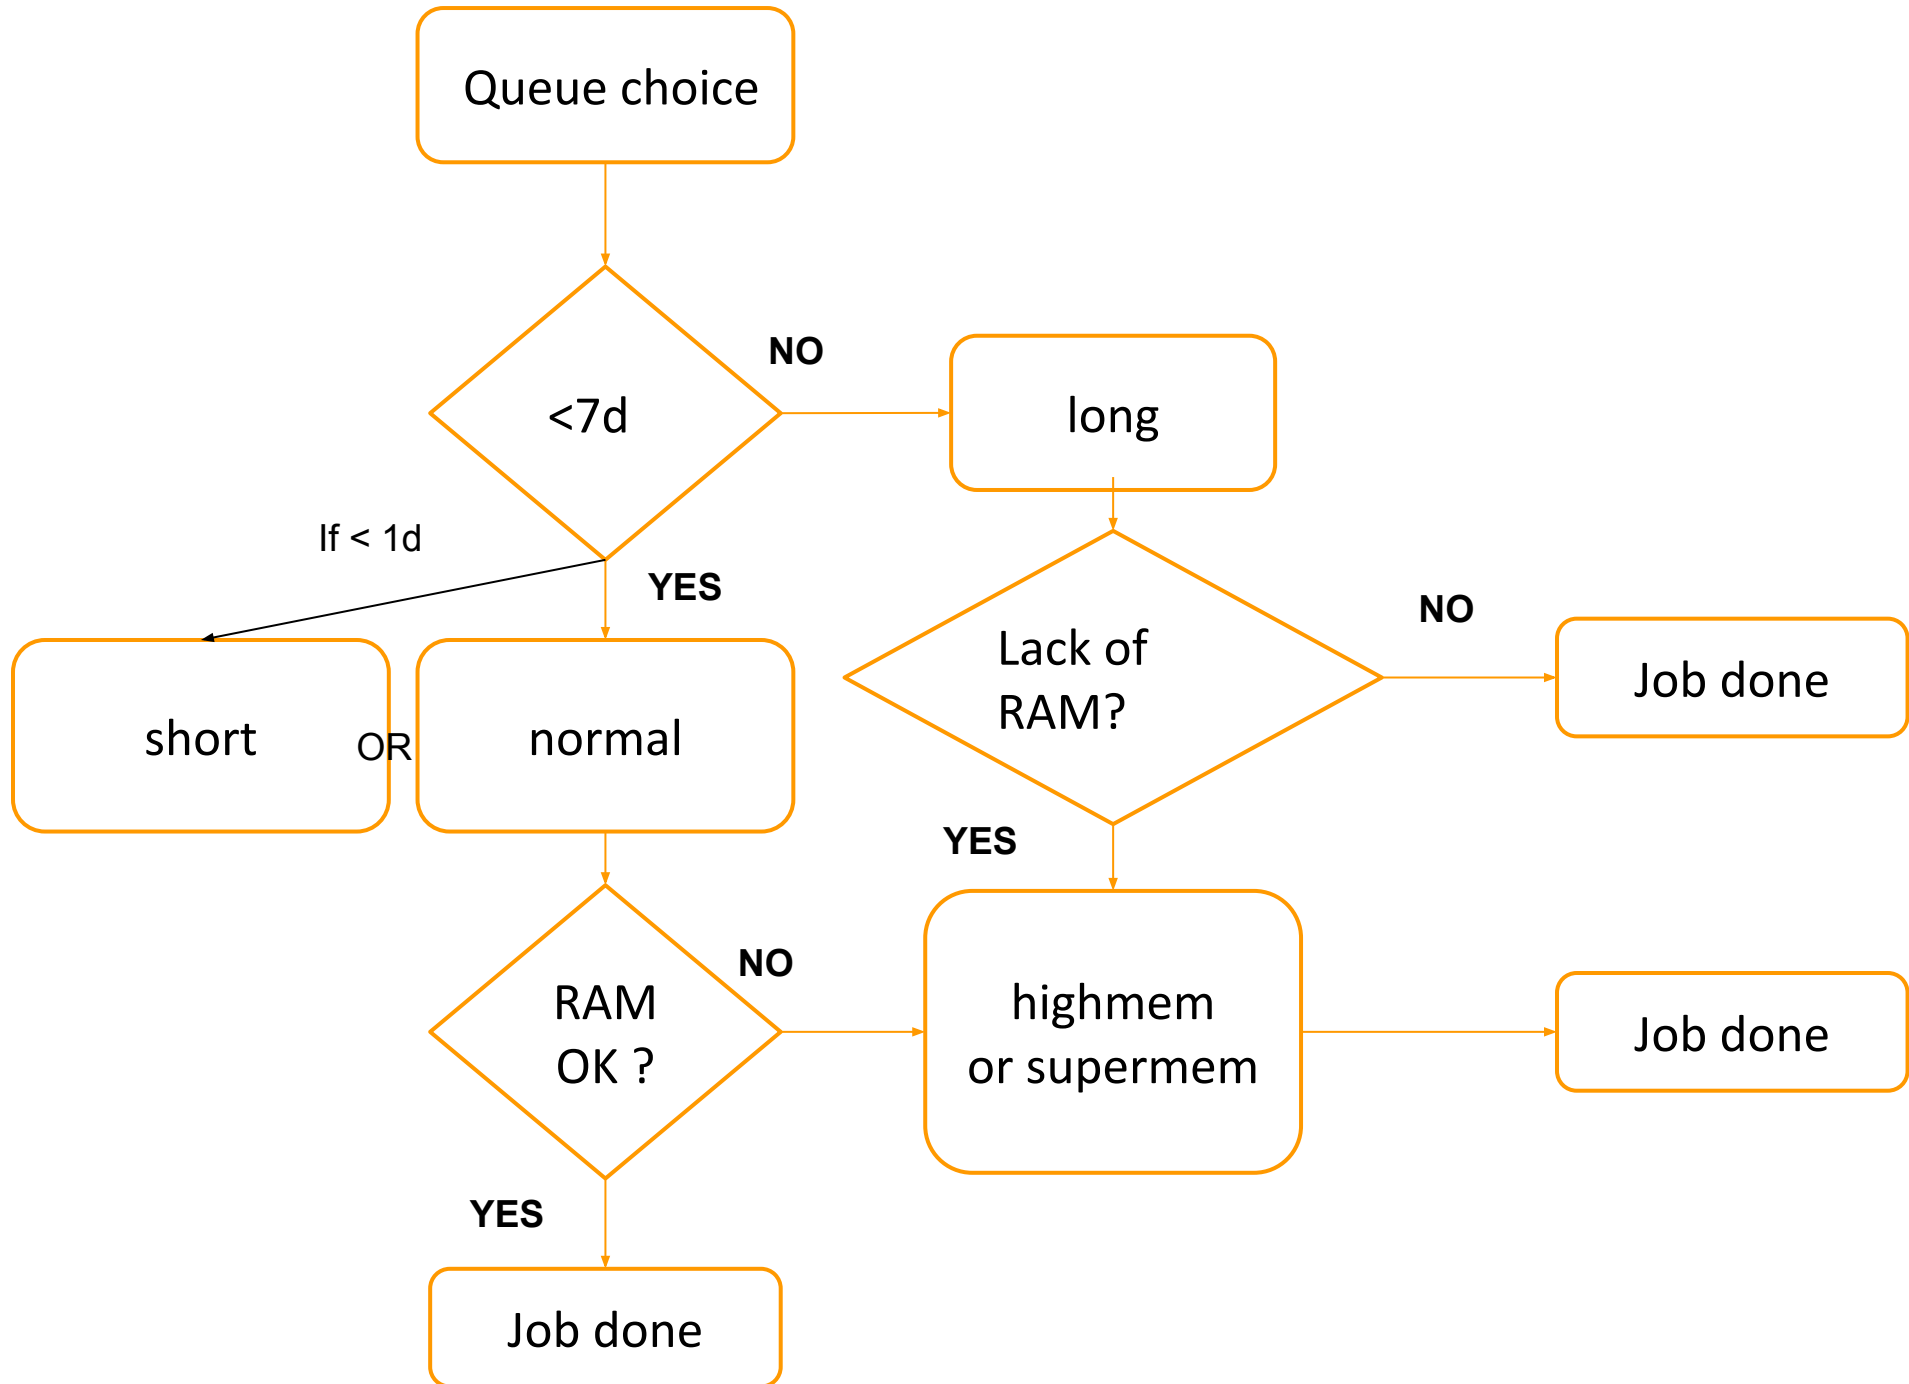 Queue choice
NO
<7d
long
If < 1d
YES
NO
Lack of
RAM?
Job done
short
OR
normal
YES
NO
RAM
OK ?
highmem
or supermem
Job done
YES
Job done